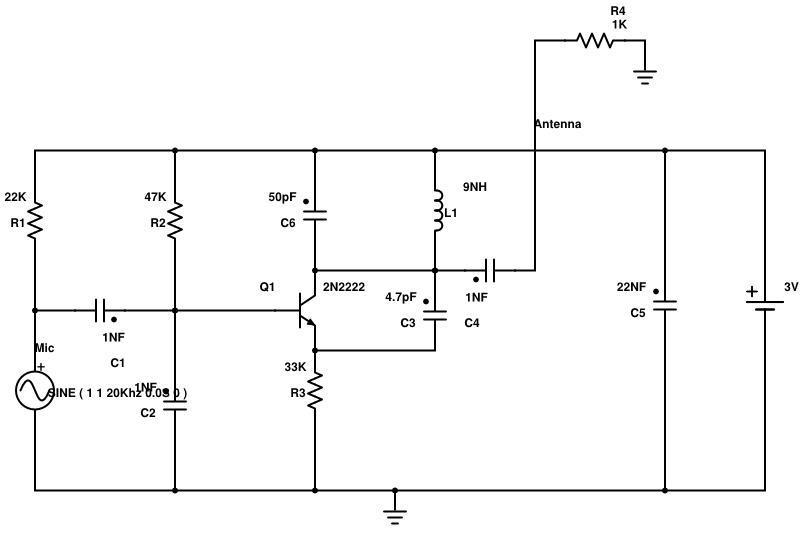 R4
1K
Antenna
22K
R1
47K
R2
50pF
C6
9NH
L1
Q1
2N2222
4.7pF
C3
1NF
C4
22NF
C5
+
3V
1NF
C1
Mic
+
SINE ( 1 1 20Khz 0.0S 0 )
1NF
C2
33K
R3